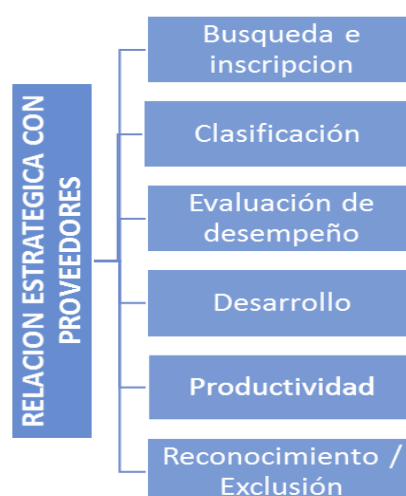 RELACION ESTRATEGICA CON
PROVEEDORES
Busqueda e
inscripcion
Clasificación
Evaluación de
desempeño
Desarrollo
Productividad
Reconocimiento /
Exclusión